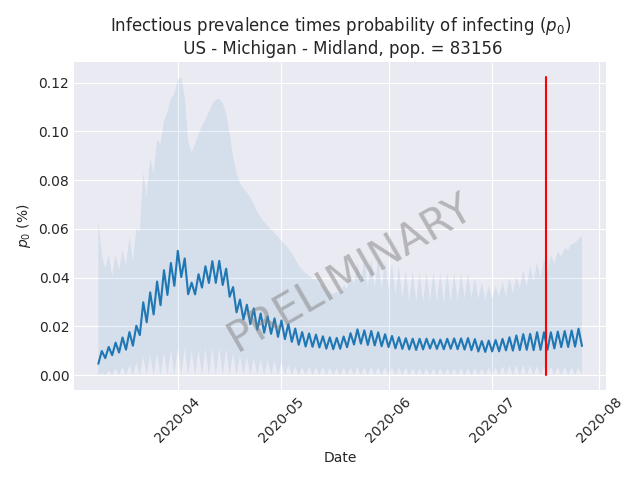 Infectious prevalence times probability of infecting (p₀)
US - Michigan - Midland, pop. = 83156
0.12
0.10
0.08
0.06
0.04
0.02
0.00
p₀ (%)
PRELIMINARY
2020-04
2020-05
2020-06
2020-07
2020-08
Date